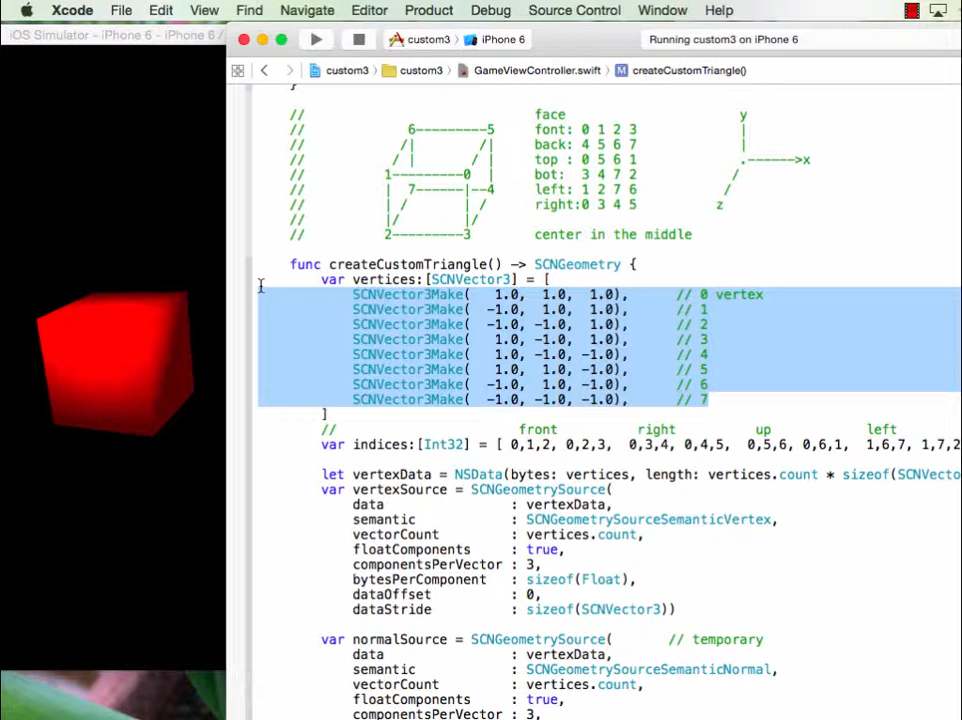 Xcode File Edit View Find Navigate Editor Product Debug Source Control Window Help
iOS Simulator - iPhone 6 - iPhone 6 /
custom3 iPhone 6 Running custom3 on iPhone 6
custom3 custom3 GameViewController.swift M createCustomTriangle()
}
// face y
// 6---------5 font: 0 1 2 3 |
// /| /| back: 4 5 6 7 |
// / | / | top : 0 5 6 1 .------>x
// 1---------0 | bot: 3 4 7 2 /
// | 7------|--4 left: 1 2 7 6 /
// | / | / right:0 3 4 5 z
// |/ |/
// 2---------3 center in the middle
func createCustomTriangle() -> SCNGeometry {
var vertices:[SCNVector3] = [
SCNVector3Make( 1.0, 1.0, 1.0), // 0 vertex
SCNVector3Make( -1.0, 1.0, 1.0), // 1
SCNVector3Make( -1.0, -1.0, 1.0), // 2
SCNVector3Make( 1.0, -1.0, 1.0), // 3
SCNVector3Make( 1.0, -1.0, -1.0), // 4
SCNVector3Make( 1.0, 1.0, -1.0), // 5
SCNVector3Make( -1.0, 1.0, -1.0), // 6
SCNVector3Make( -1.0, -1.0, -1.0), // 7
]
// front right up left
var indices:[Int32] = [ 0,1,2, 0,2,3, 0,3,4, 0,4,5, 0,5,6, 0,6,1, 1,6,7, 1,7,2
let vertexData = NSData(bytes: vertices, length: vertices.count * sizeof(SCNVecto
var vertexSource = SCNGeometrySource(
data : vertexData,
semantic : SCNGeometrySourceSemanticVertex,
vectorCount : vertices.count,
floatComponents : true,
componentsPerVector : 3,
bytesPerComponent : sizeof(Float),
dataOffset : 0,
dataStride : sizeof(SCNVector3))
var normalSource = SCNGeometrySource( // temporary
data : vertexData,
semantic : SCNGeometrySourceSemanticNormal,
vectorCount : vertices.count,
floatComponents : true,
componentsPerVector : 3,